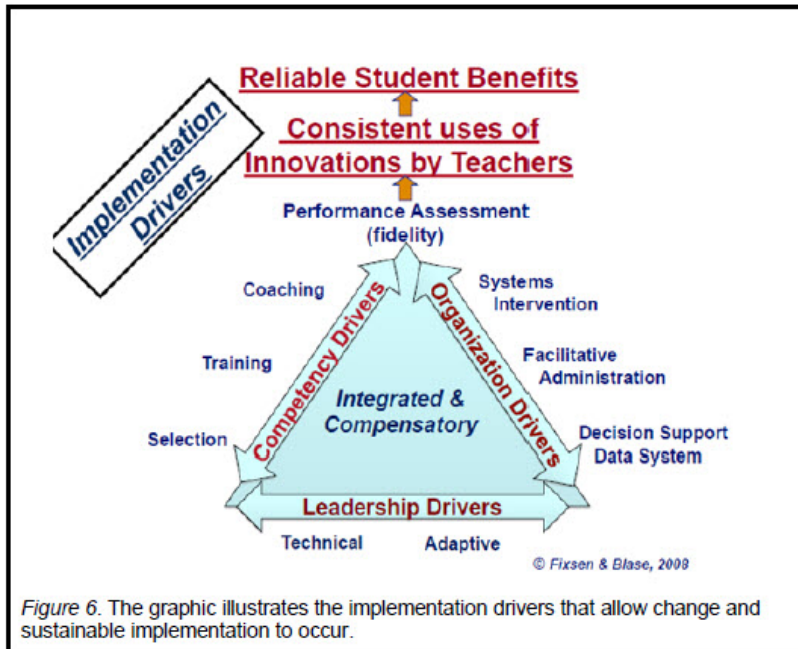 Reliable Student Benefits
Implementation
Drivers
Consistent uses of
Innovations by Teachers
Performance Assessment
(fidelity)
Coaching
Training
Selection
Competency Drivers
Integrated &
Compensatory
Organization Drivers
Systems
Intervention
Facilitative
Administration
Decision Support
Data System
Leadership Drivers
Technical
Adaptive
© Fixsen & Blase, 2008
Figure 6. The graphic illustrates the implementation drivers that allow change and
sustainable implementation to occur.